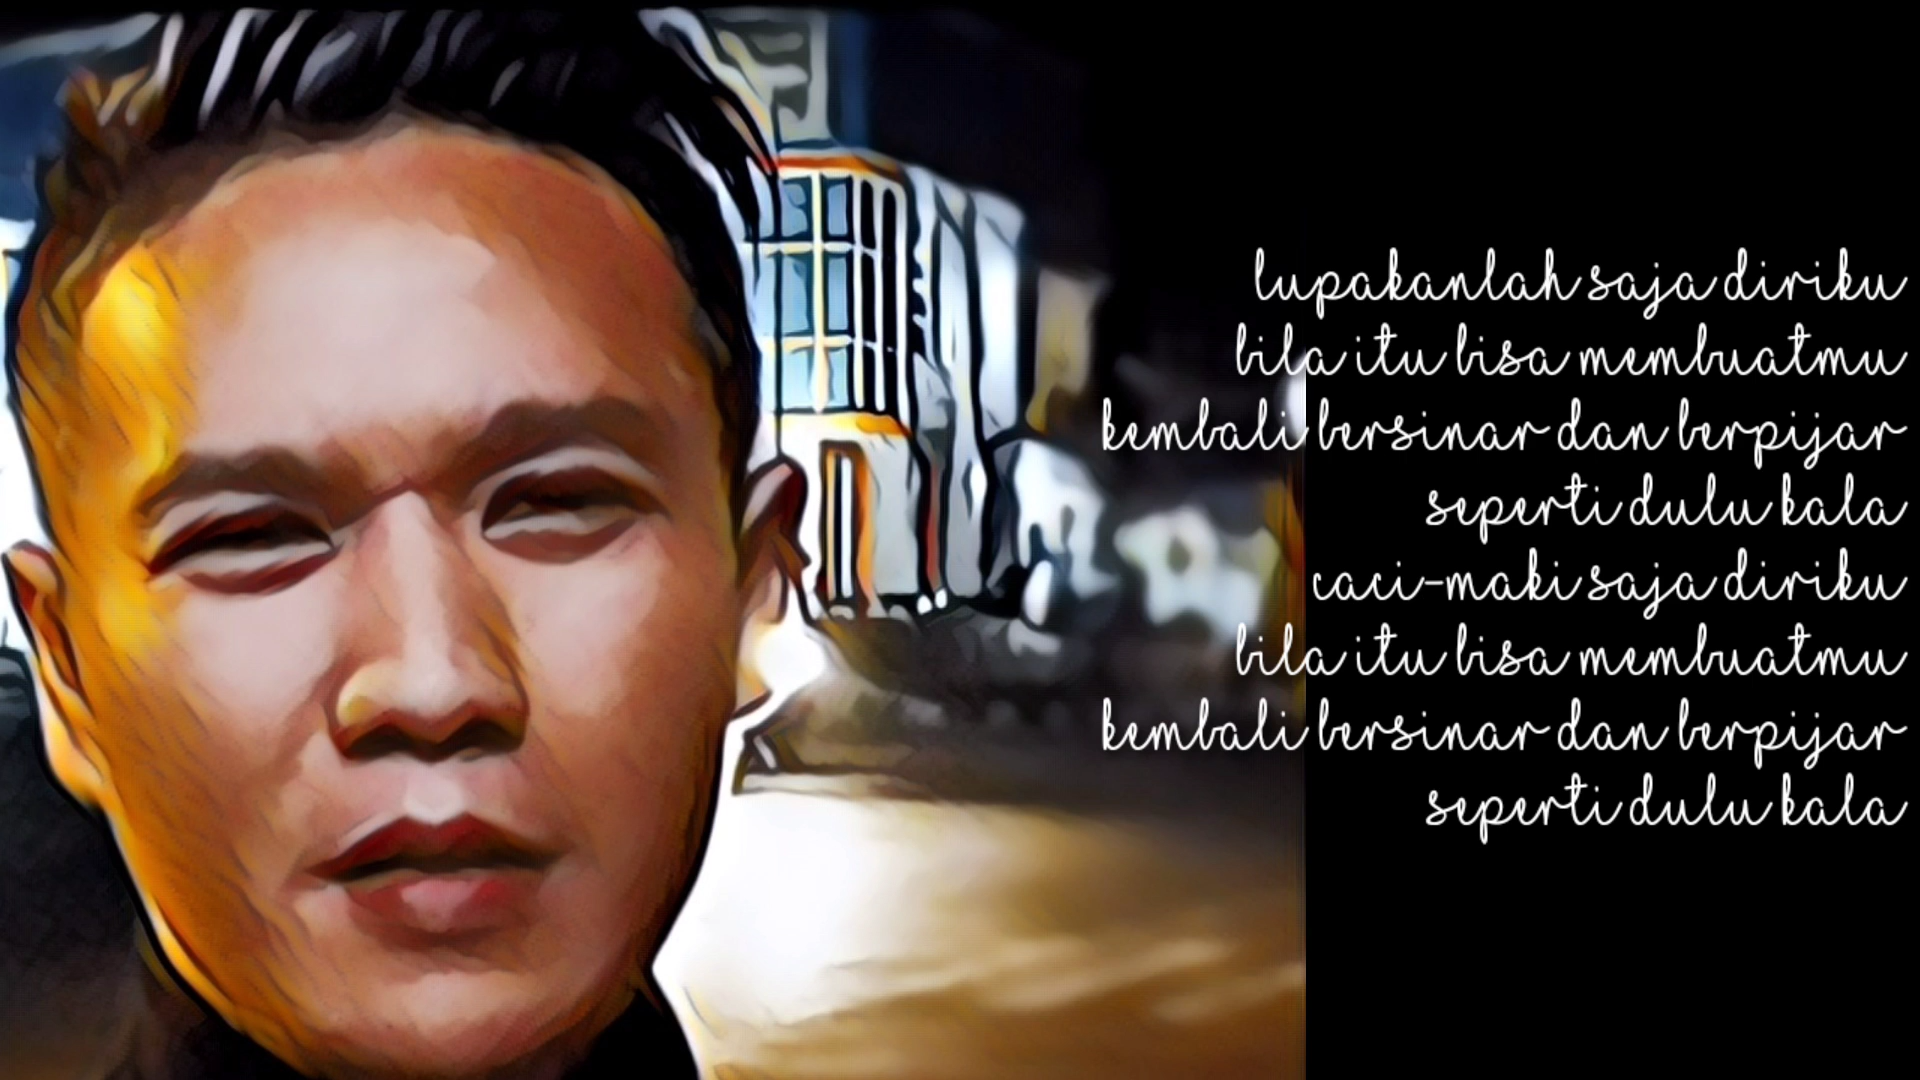 lupakanlah saja diriku
bila itu bisa membuatmu
kembali bersinar dan berpijar
seperti dulu kala
caci-maki saja diriku
bila itu bisa membuatmu
kembali bersinar dan berpijar
seperti dulu kala